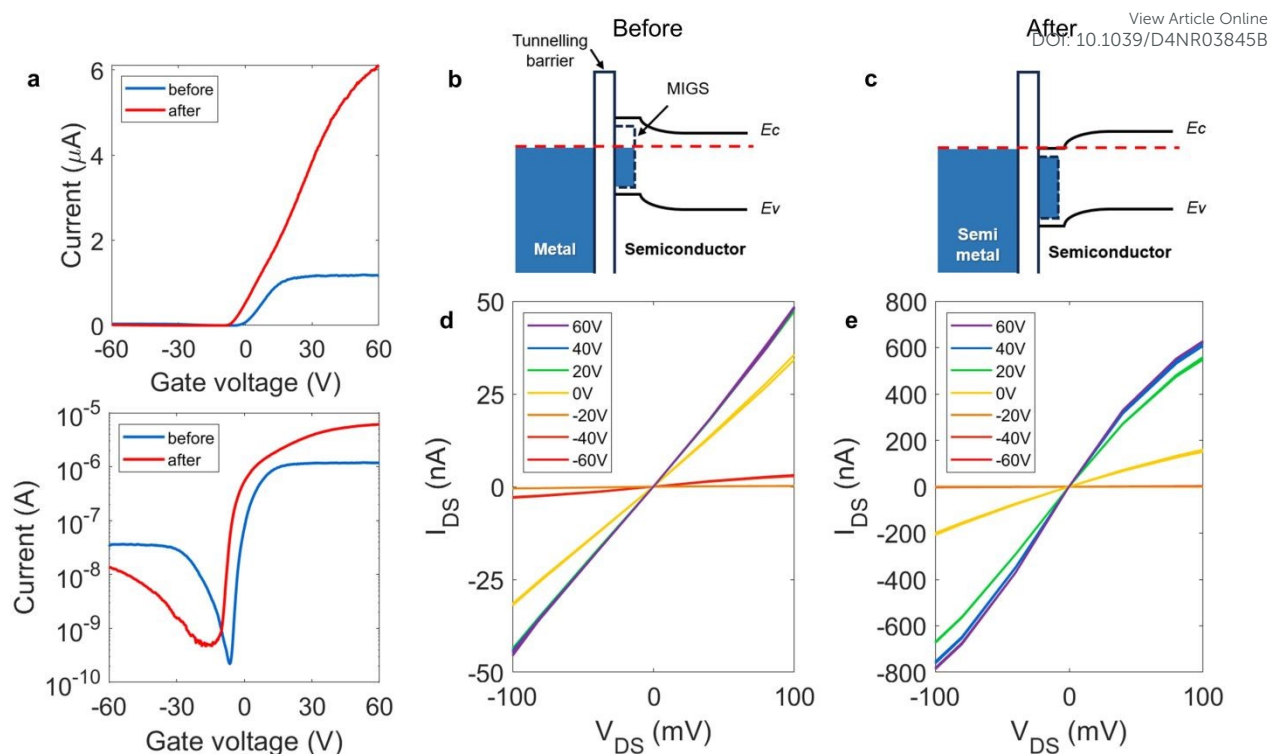 View Article Online
DOI: 10.1039/D4NR03845B
a
before
after
Current (μA)
6
4
2
0
-60 -30 0 30 60
Gate voltage (V)
before
after
Current (A)
10^-5
10^-6
10^-7
10^-8
10^-9
10^-10
-60 -30 0 30 60
Gate voltage (V)
Before
b
Tunnelling
barrier
MIGS
Ec
Ev
Metal
Semiconductor
After
c
Ec
Ev
Semi
metal
Semiconductor
d
60V
40V
20V
0V
-20V
-40V
-60V
I_DS (nA)
50
25
0
-25
-50
-100 0 100
V_DS (mV)
e
60V
40V
20V
0V
-20V
-40V
-60V
I_DS (nA)
800
600
400
200
0
-200
-400
-600
-800
-100 0 100
V_DS (mV)